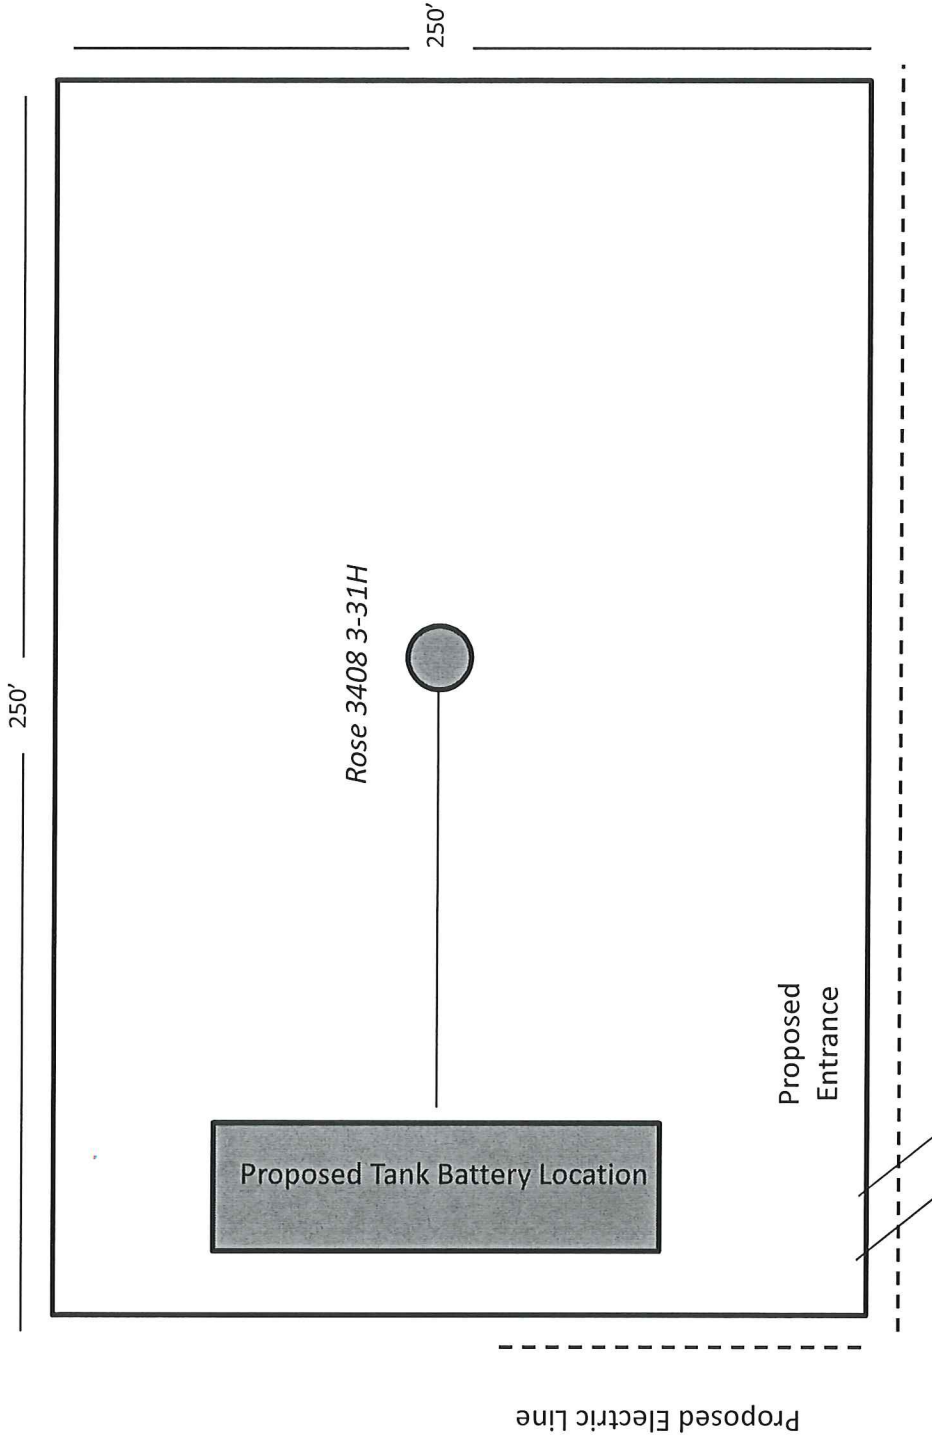 250'
250'
Rose 3408 3-31H
Proposed Tank Battery Location
Proposed
Entrance
Proposed Electric Line